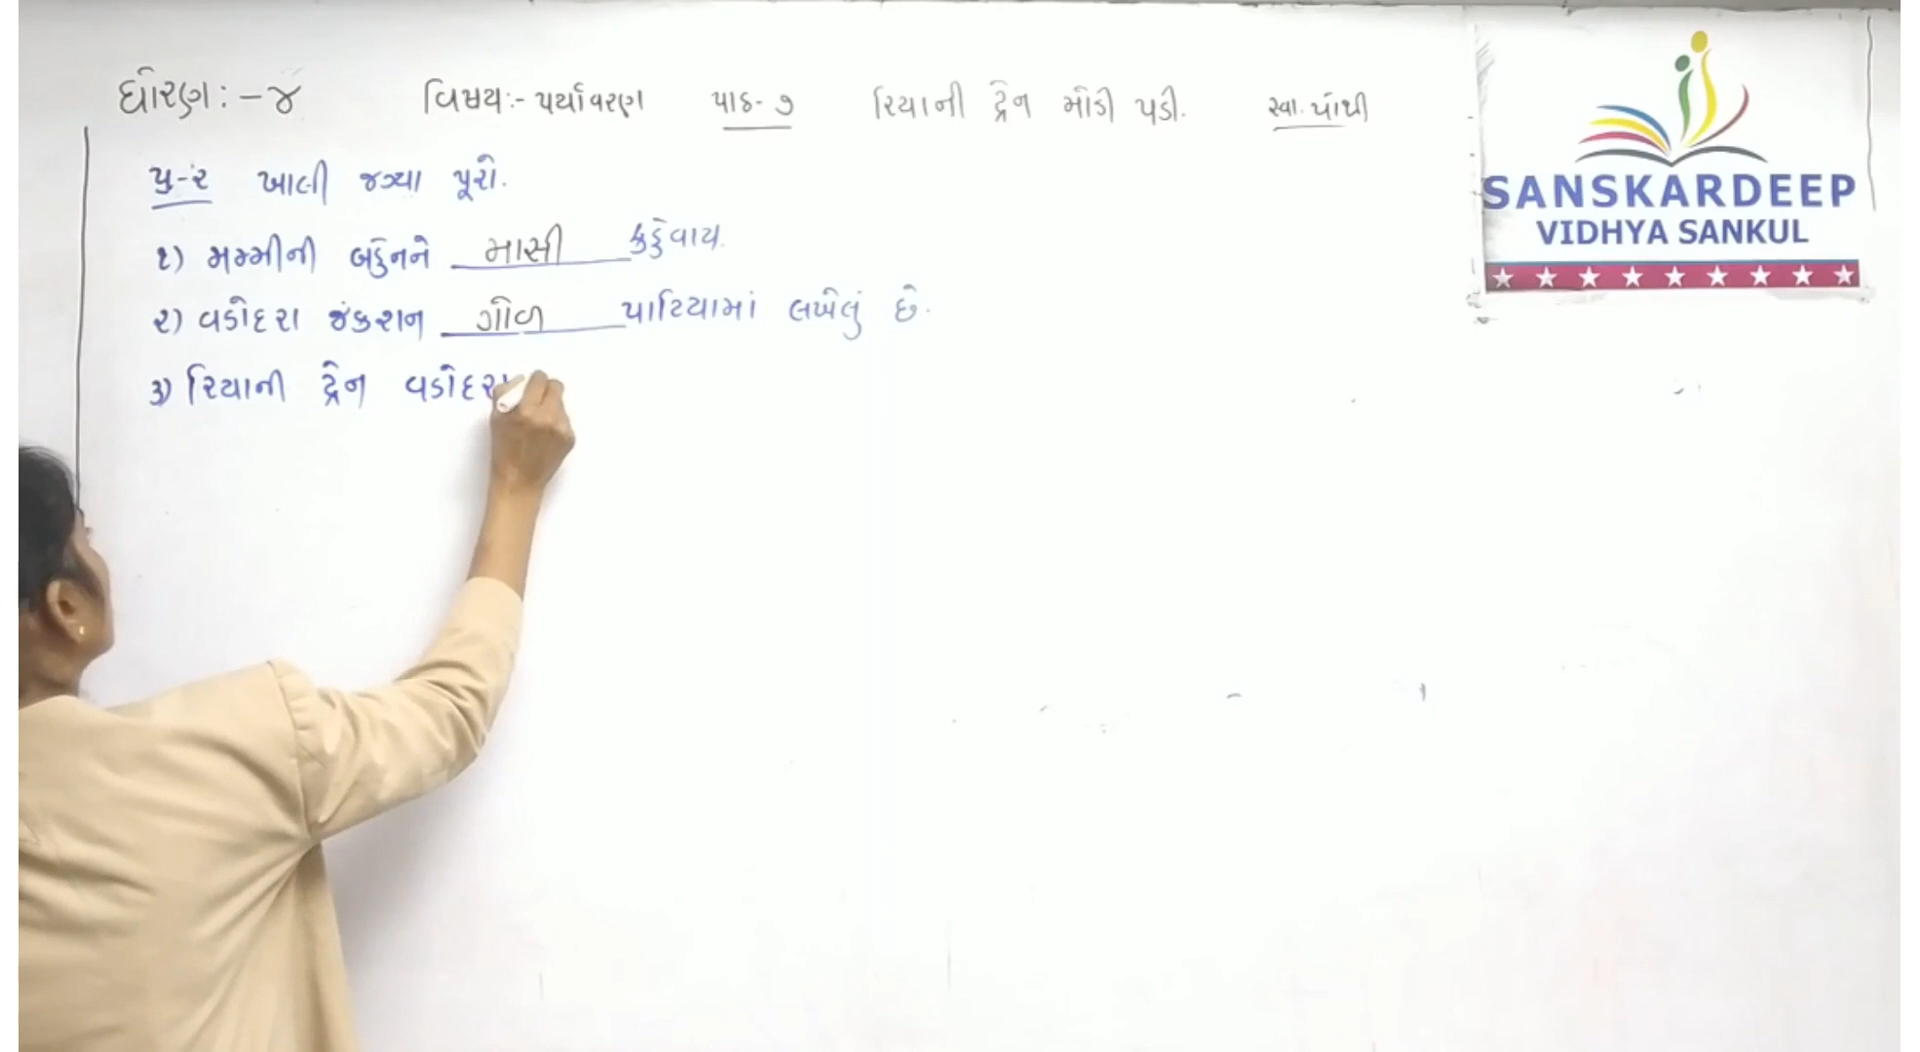 ધોરણ:-૪ વિષય:- પર્યાવરણ પાઠ- ૭ રિયાની ટ્રેન મોડી પડી. સ્વા. પોથી
પ્ર-૨ ખાલી જગ્યા પૂરો.
૧) મમ્મીની બહેનને માસી કહેવાય.
૨) વડોદરા જંકશન ગોળ પાટિયામાં લખેલું છે.
૩) રિયાની ટ્રેન વડોદરા
SANSKARDEEP
VIDHYA SANKUL